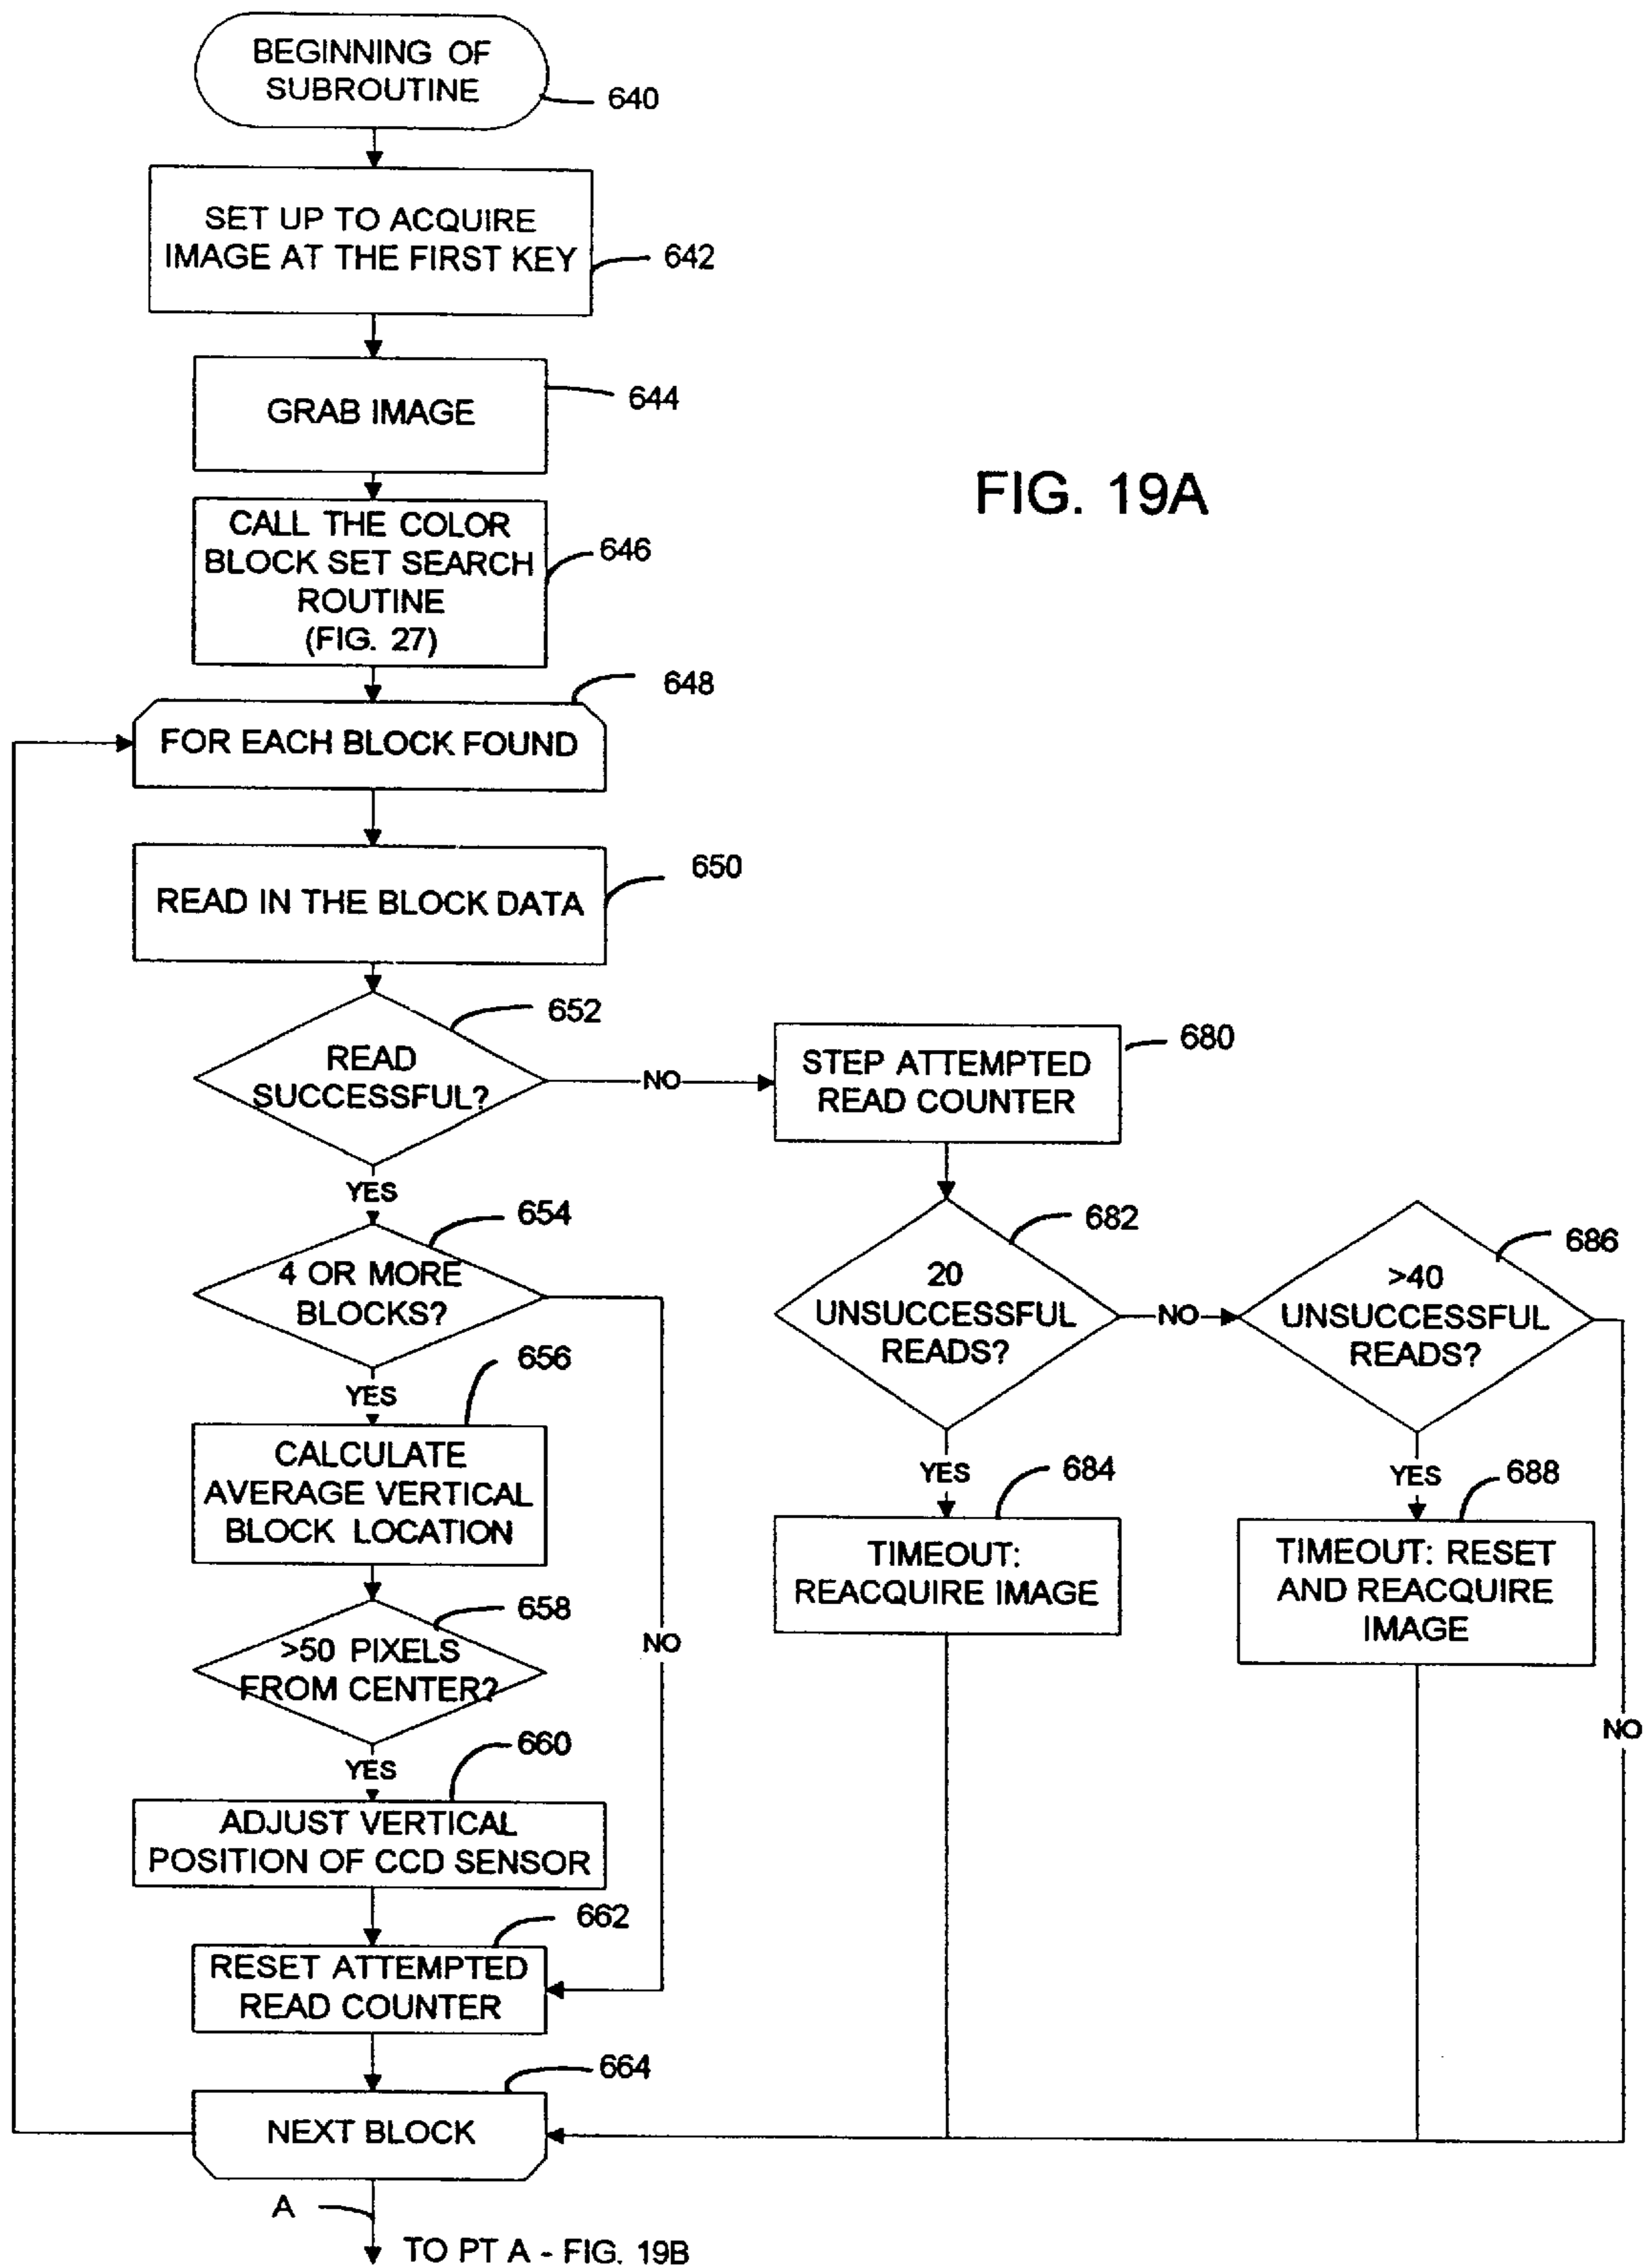 BEGINNING OF
SUBROUTINE
640
SET UP TO ACQUIRE
IMAGE AT THE FIRST KEY
642
GRAB IMAGE
644
FIG. 19A
CALL THE COLOR
BLOCK SET SEARCH
ROUTINE
(FIG. 27)
646
648
FOR EACH BLOCK FOUND
650
READ IN THE BLOCK DATA
652
READ
SUCCESSFUL?
NO
STEP ATTEMPTED
READ COUNTER
680
YES
654
4 OR MORE
BLOCKS?
682
20
UNSUCCESSFUL
READS?
NO
686
>40
UNSUCCESSFUL
READS?
YES
656
CALCULATE
AVERAGE VERTICAL
BLOCK LOCATION
YES
684
TIMEOUT:
REACQUIRE IMAGE
YES
688
TIMEOUT: RESET
AND REACQUIRE
IMAGE
658
>50 PIXELS
FROM CENTER?
NO
NO
YES
660
ADJUST VERTICAL
POSITION OF CCD SENSOR
662
RESET ATTEMPTED
READ COUNTER
664
NEXT BLOCK
A
TO PT A - FIG. 19B